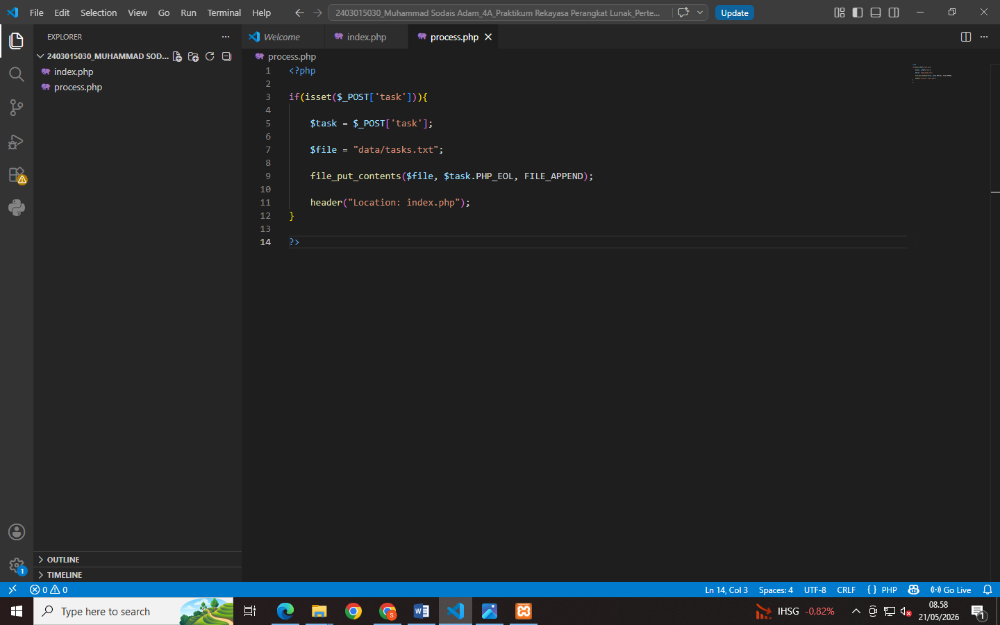 File Edit Selection View Go Run Terminal Help
2403015030_Muhammad Sodais Adam_4A_Praktikum Rekayasa Perangkat Lunak_Perte...
Update
EXPLORER
2403015030_MUHAMMAD SOD...
index.php
process.php
OUTLINE
TIMELINE
Welcome index.php process.php
process.php
1 <?php
2
3 if(isset($_POST['task'])){
4
5 $task = $_POST['task'];
6
7 $file = "data/tasks.txt";
8
9 file_put_contents($file, $task.PHP_EOL, FILE_APPEND);
10
11 header("Location: index.php");
12 }
13
14 ?>
1
0 0
Ln 14, Col 3 Spaces: 4 UTF-8 CRLF { } PHP Go Live
Type here to search
S
IHSG -0,82%
08.58
21/05/2026
1